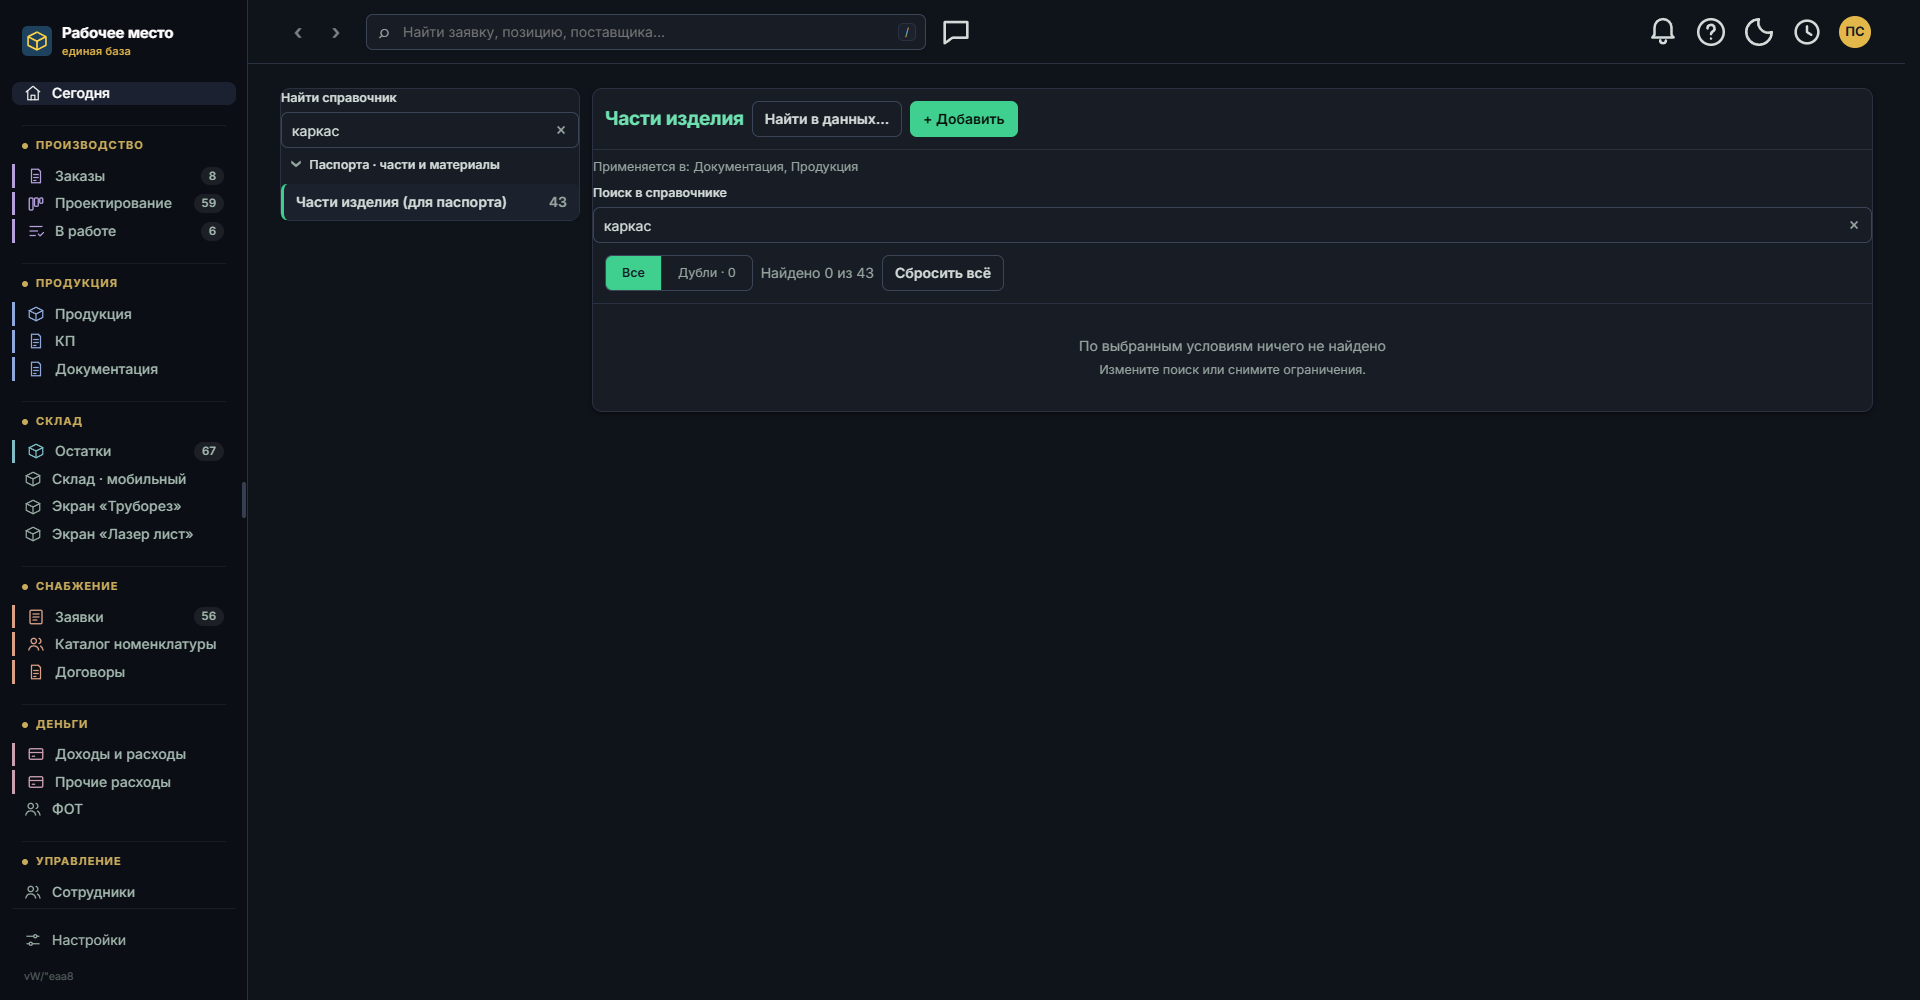 Рабочее место
единая база
Сегодня
ПРОИЗВОДСТВО
Заказы 8
Проектирование 59
В работе 6
ПРОДУКЦИЯ
Продукция
КП
Документация
СКЛАД
Остатки 67
Склад · мобильный
Экран «Труборез»
Экран «Лазер лист»
СНАБЖЕНИЕ
Заявки 56
Каталог номенклатуры
Договоры
ДЕНЬГИ
Доходы и расходы
Прочие расходы
ФОТ
УПРАВЛЕНИЕ
Сотрудники
Настройки
vW/"eaa8
Найти заявку, позицию, поставщика... /
ПС
Найти справочник
каркас ×
Паспорта · части и материалы
Части изделия (для паспорта) 43
Части изделия Найти в данных... + Добавить
Применяется в: Документация, Продукция
Поиск в справочнике
каркас ×
Все Дубли · 0 Найдено 0 из 43 Сбросить всё
По выбранным условиям ничего не найдено
Измените поиск или снимите ограничения.